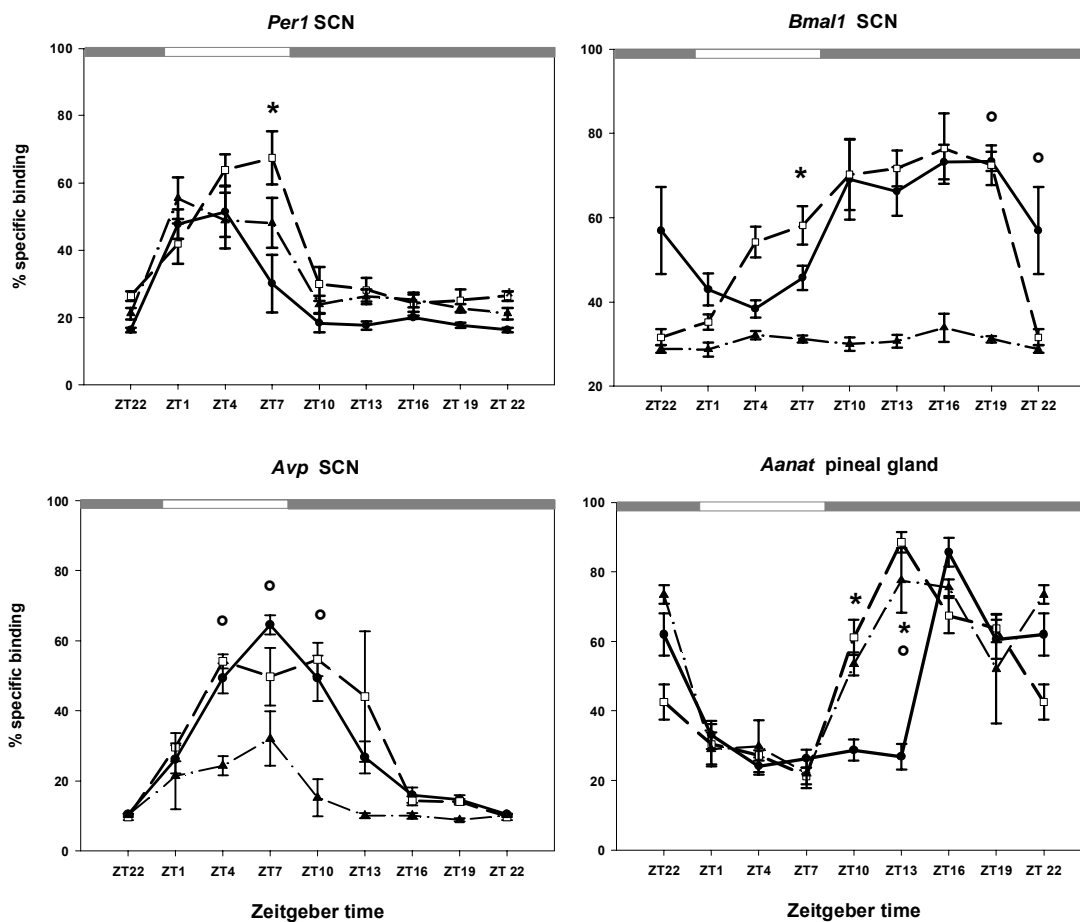 Per1 SCN
% specific binding
100
80
60
40
20
0
*
ZT22 ZT1 ZT4 ZT7 ZT10 ZT13 ZT16 ZT 19 ZT 22
Bmal1 SCN
100
80
60
40
20
*
ZT22 ZT1 ZT4 ZT7 ZT10 ZT13 ZT16 ZT19 ZT 22
Avp SCN
% specific binding
100
80
60
40
20
0
ZT22 ZT1 ZT4 ZT7 ZT10 ZT13 ZT16 ZT19 ZT22
Zeitgeber time
Aanat pineal gland
100
80
60
40
20
0
*
*
ZT22 ZT1 ZT4 ZT7 ZT10 ZT13 ZT16 ZT19 ZT 22
Zeitgeber time